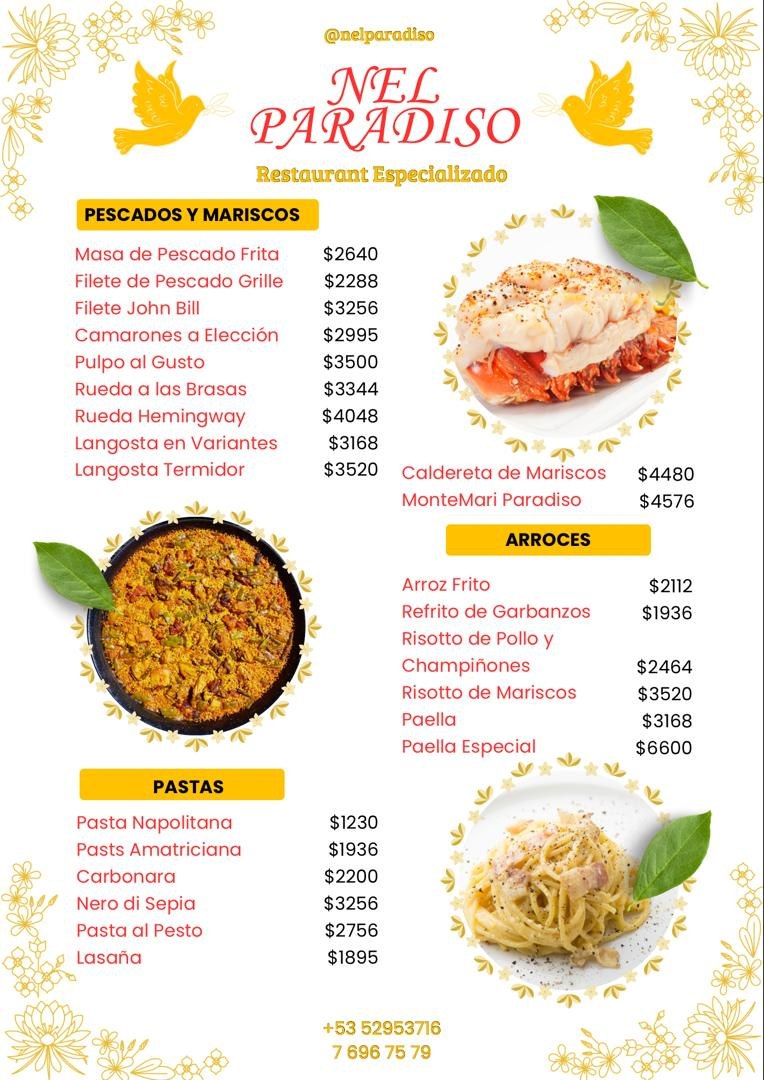 @nelparadiso
NEL
PARADISO
Restaurant Especializado
PESCADOS Y MARISCOS
Masa de Pescado Frita $2640
Filete de Pescado Grille $2288
Filete John Bill $3256
Camarones a Elección $2995
Pulpo al Gusto $3500
Rueda a las Brasas $3344
Rueda Hemingway $4048
Langosta en Variantes $3168
Langosta Termidor $3520
Caldereta de Mariscos $4480
MonteMari Paradiso $4576
ARROCES
Arroz Frito $2112
Refrito de Garbanzos $1936
Risotto de Pollo y
Champiñones $2464
Risotto de Mariscos $3520
Paella $3168
Paella Especial $6600
PASTAS
Pasta Napolitana $1230
Pasts Amatriciana $1936
Carbonara $2200
Nero di Sepia $3256
Pasta al Pesto $2756
Lasaña $1895
+53 52953716
7 696 75 79